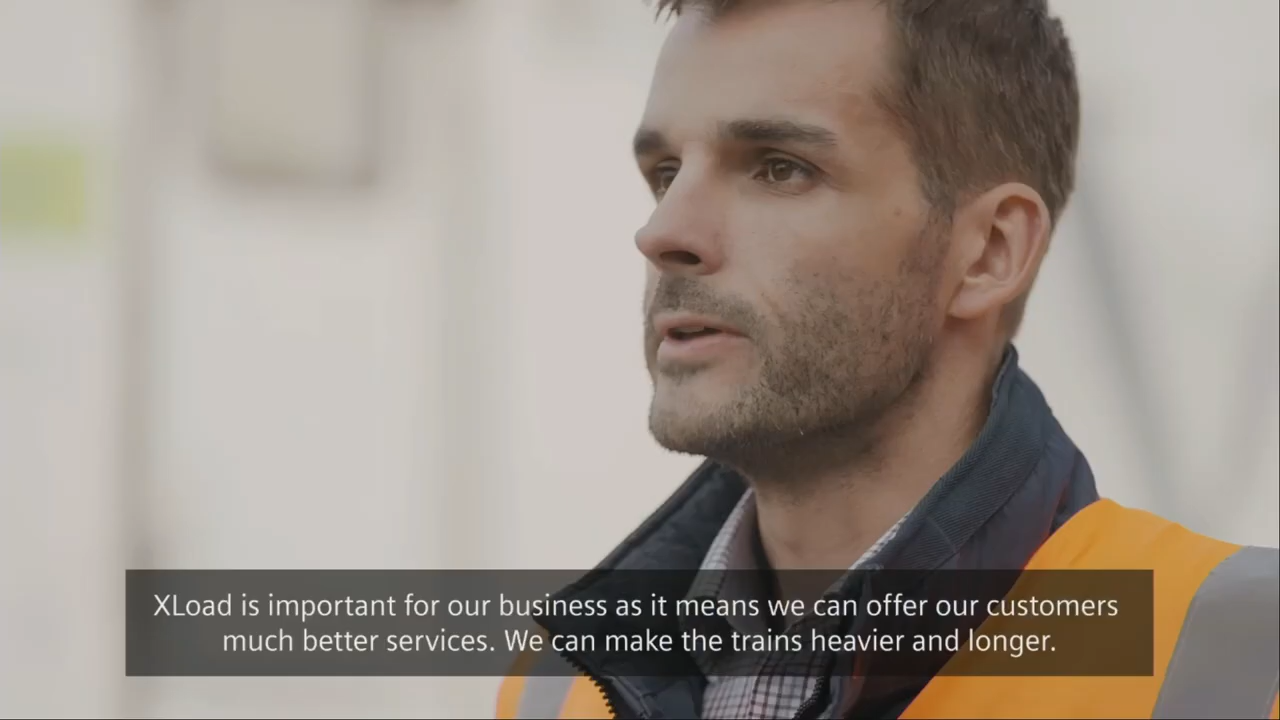 XLoad is important for our business as it means we can offer our customers
much better services. We can make the trains heavier and longer.